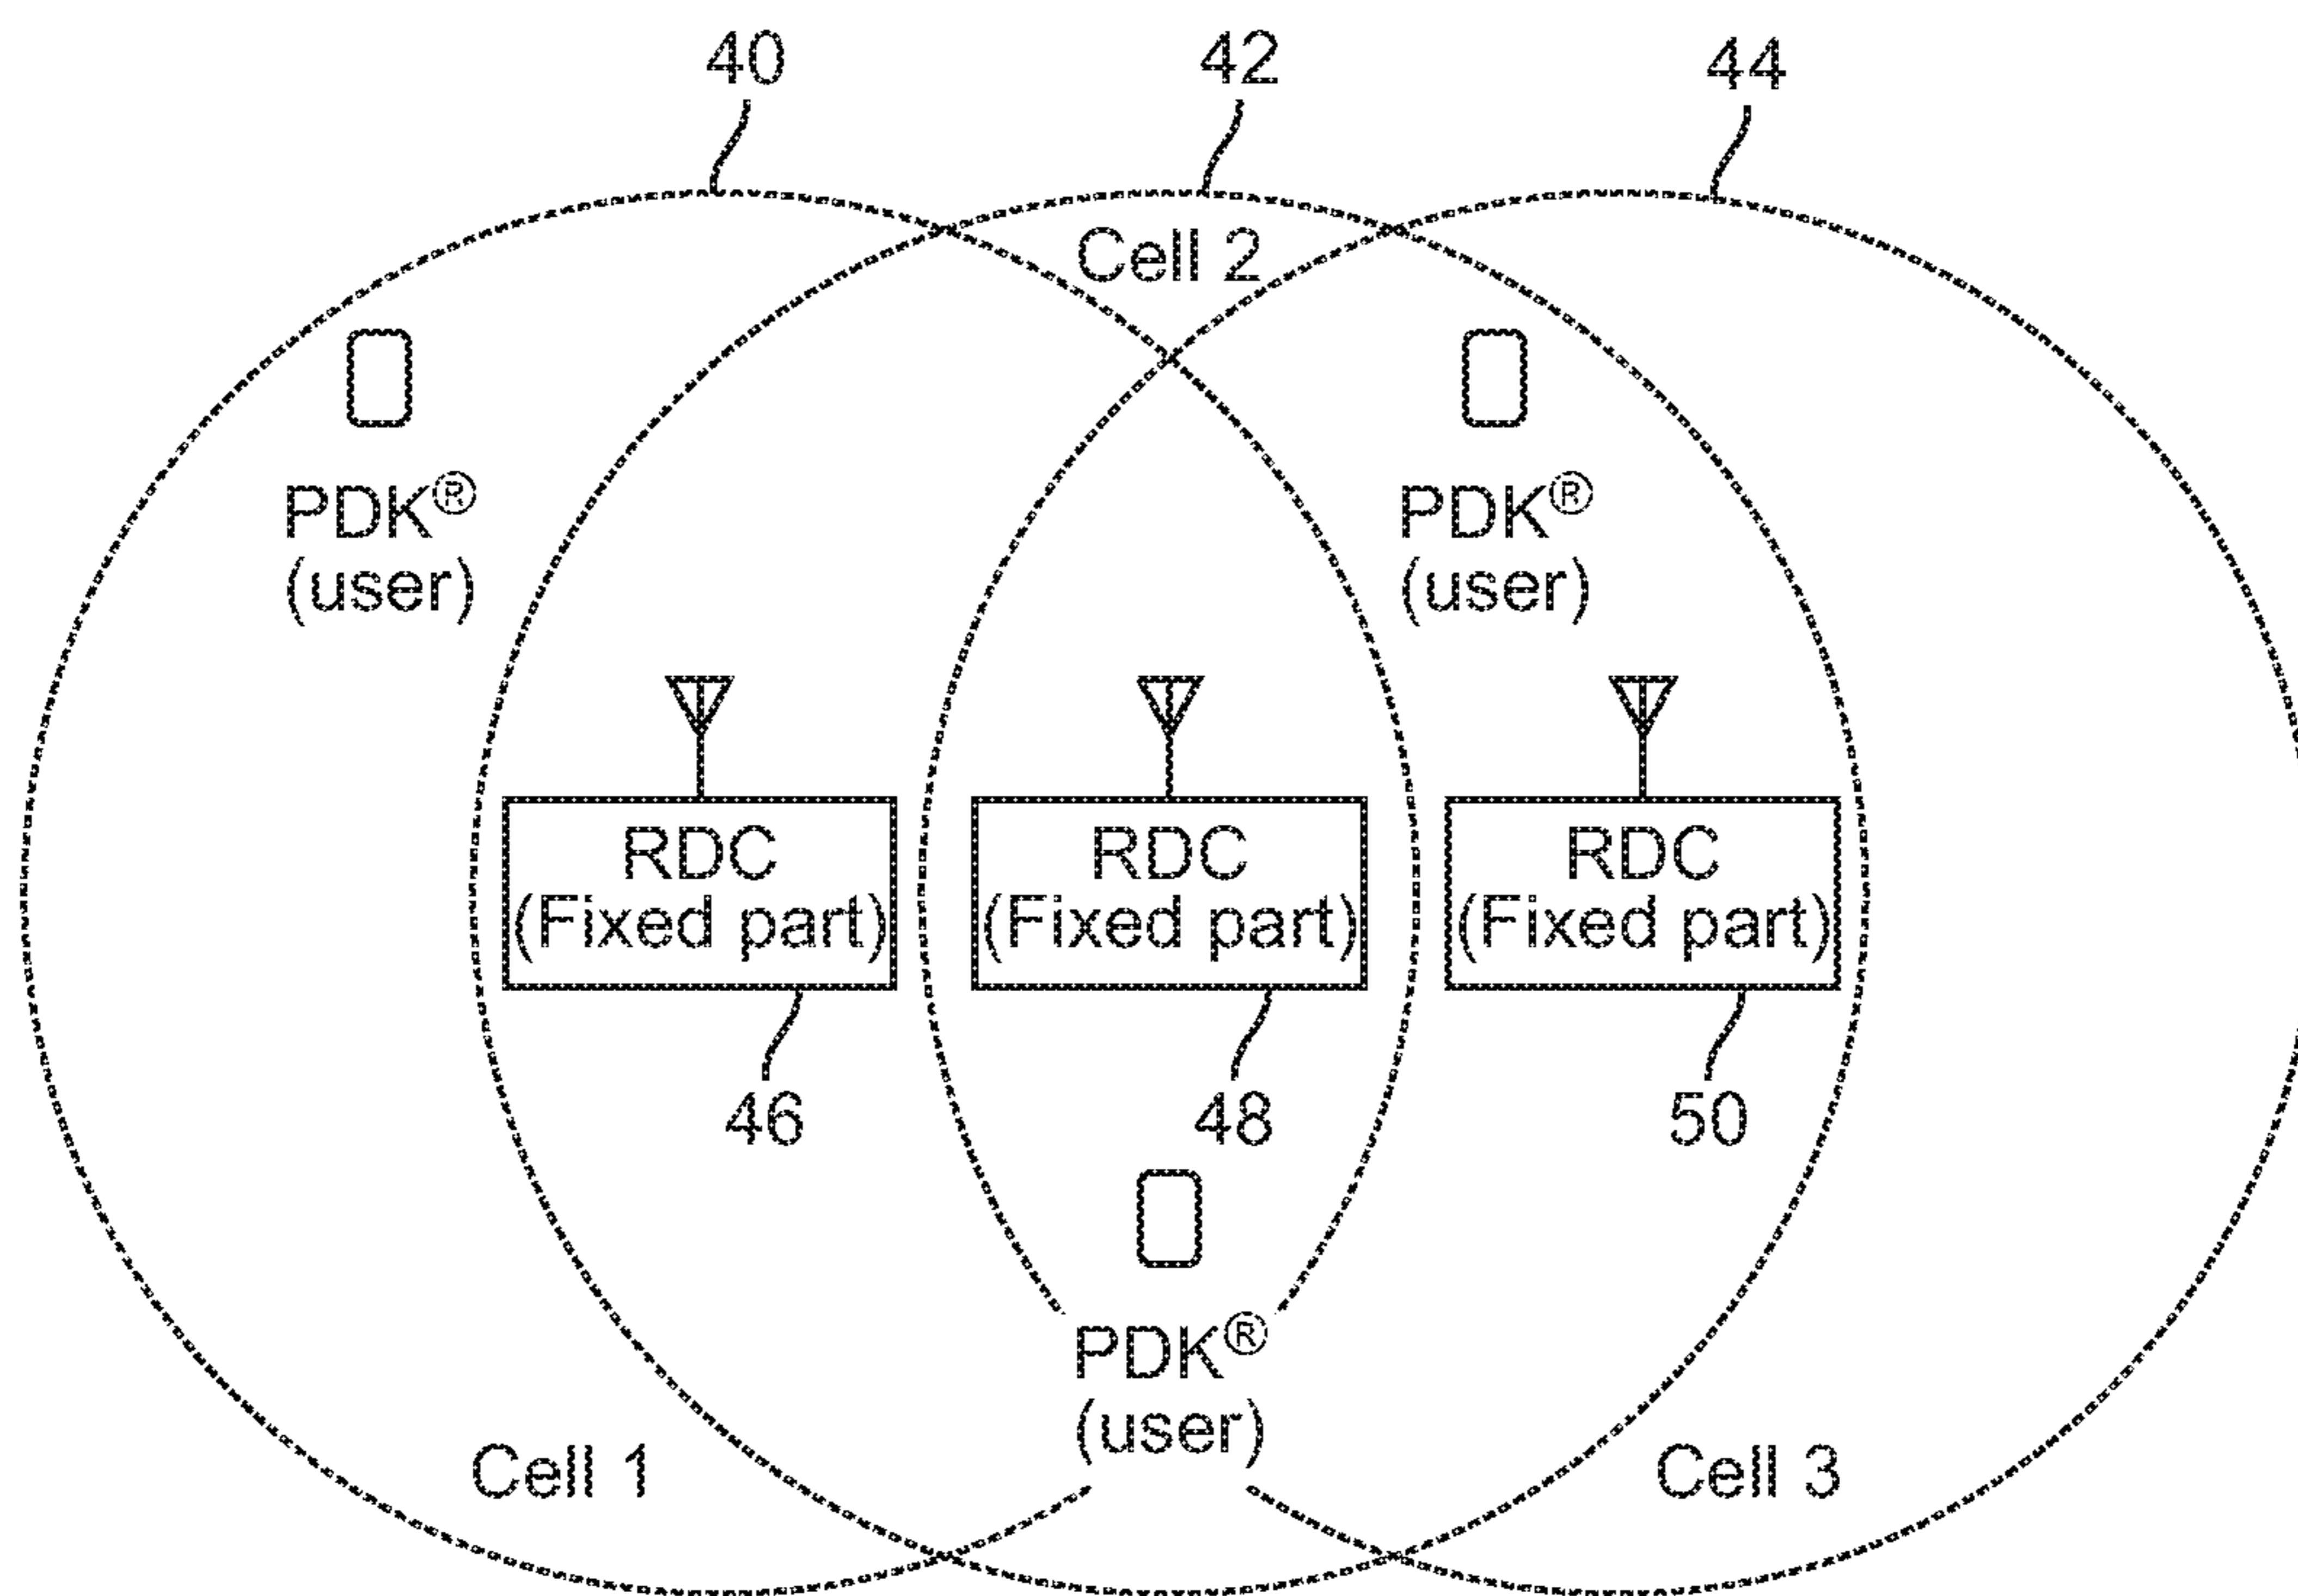 40
42
44
Cell 2
PDK®
(user)
PDK®
(user)
RDC
(Fixed part)
RDC
(Fixed part)
RDC
(Fixed part)
46
48
50
PDK®
(user)
Cell 1
Cell 3